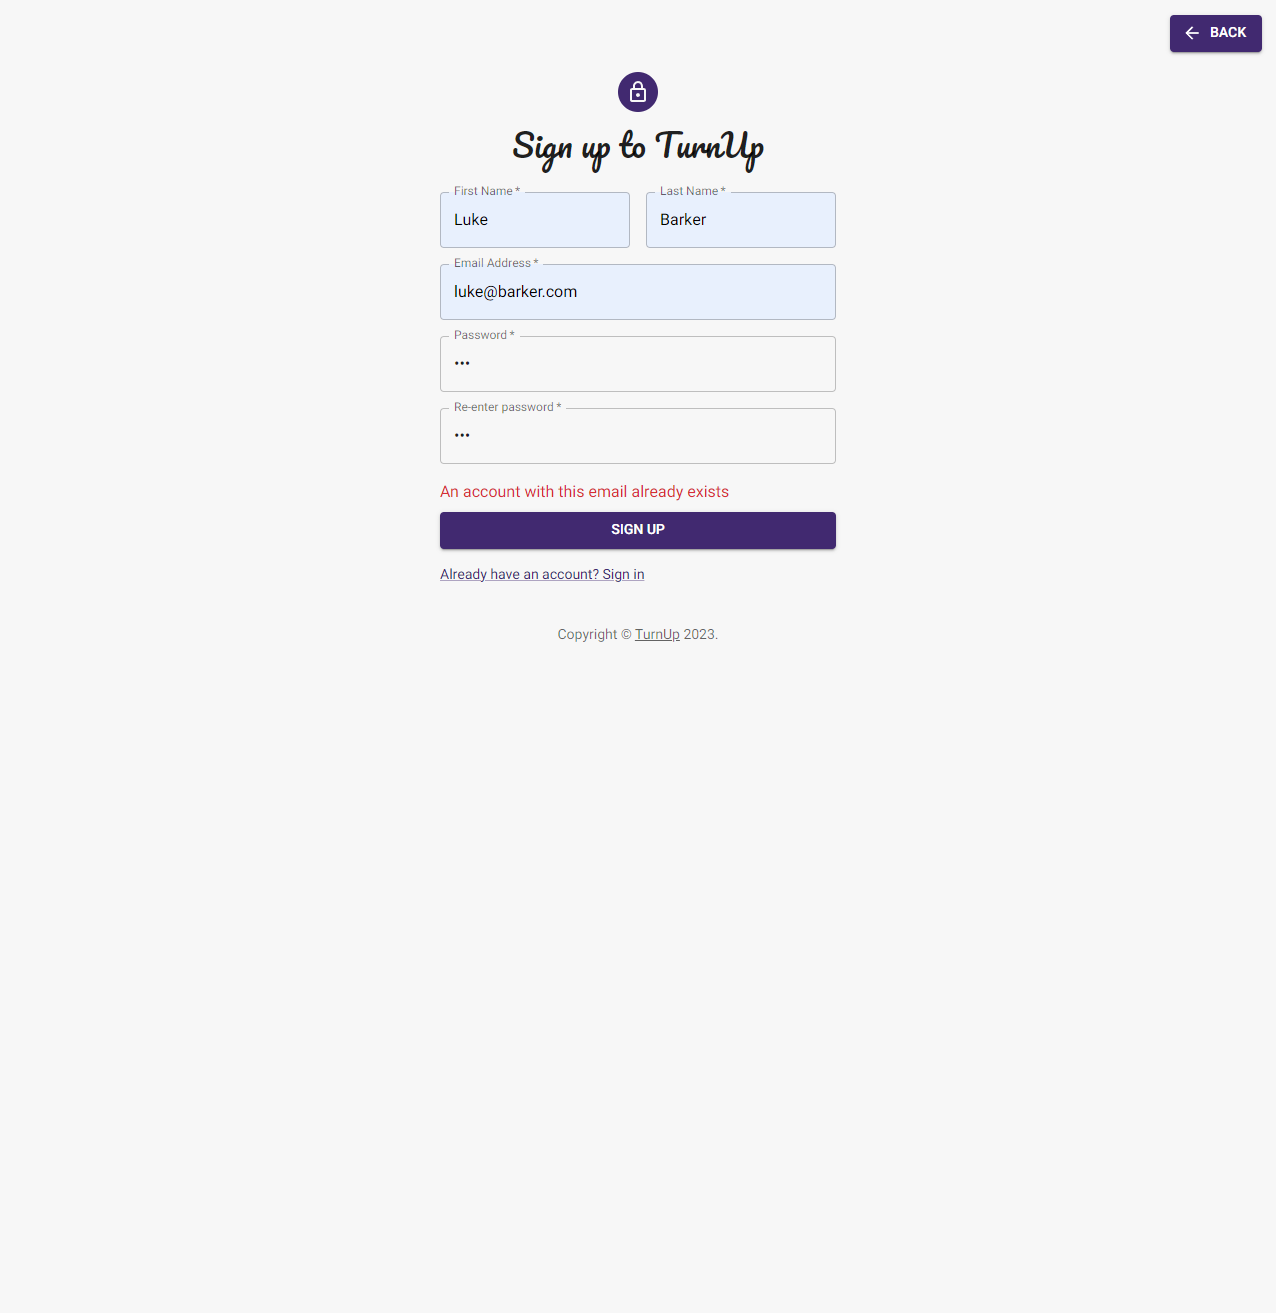 BACK
Sign up to TurnUp
First Name *
Last Name *
Luke
Barker
Email Address *
luke@barker.com
Password *
•••
Re-enter password *
•••
An account with this email already exists
SIGN UP
Already have an account? Sign in
Copyright © TurnUp 2023.